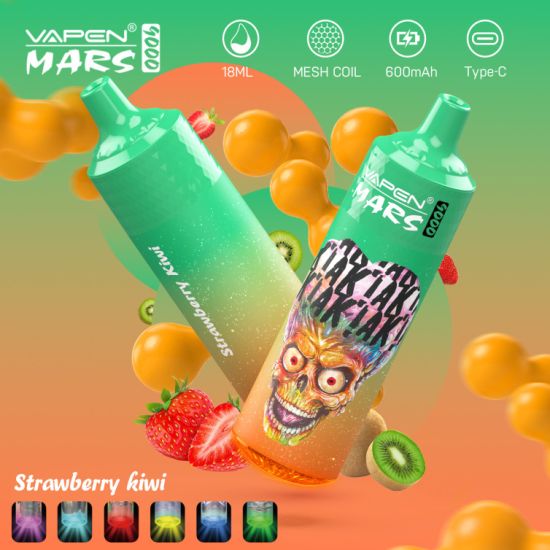 VAPEN®
MARS 9000
18ML
MESH COIL
600mAh
Type-C
Strawberry Kiwi
VAPEN®
MARS 9000
Strawberry kiwi